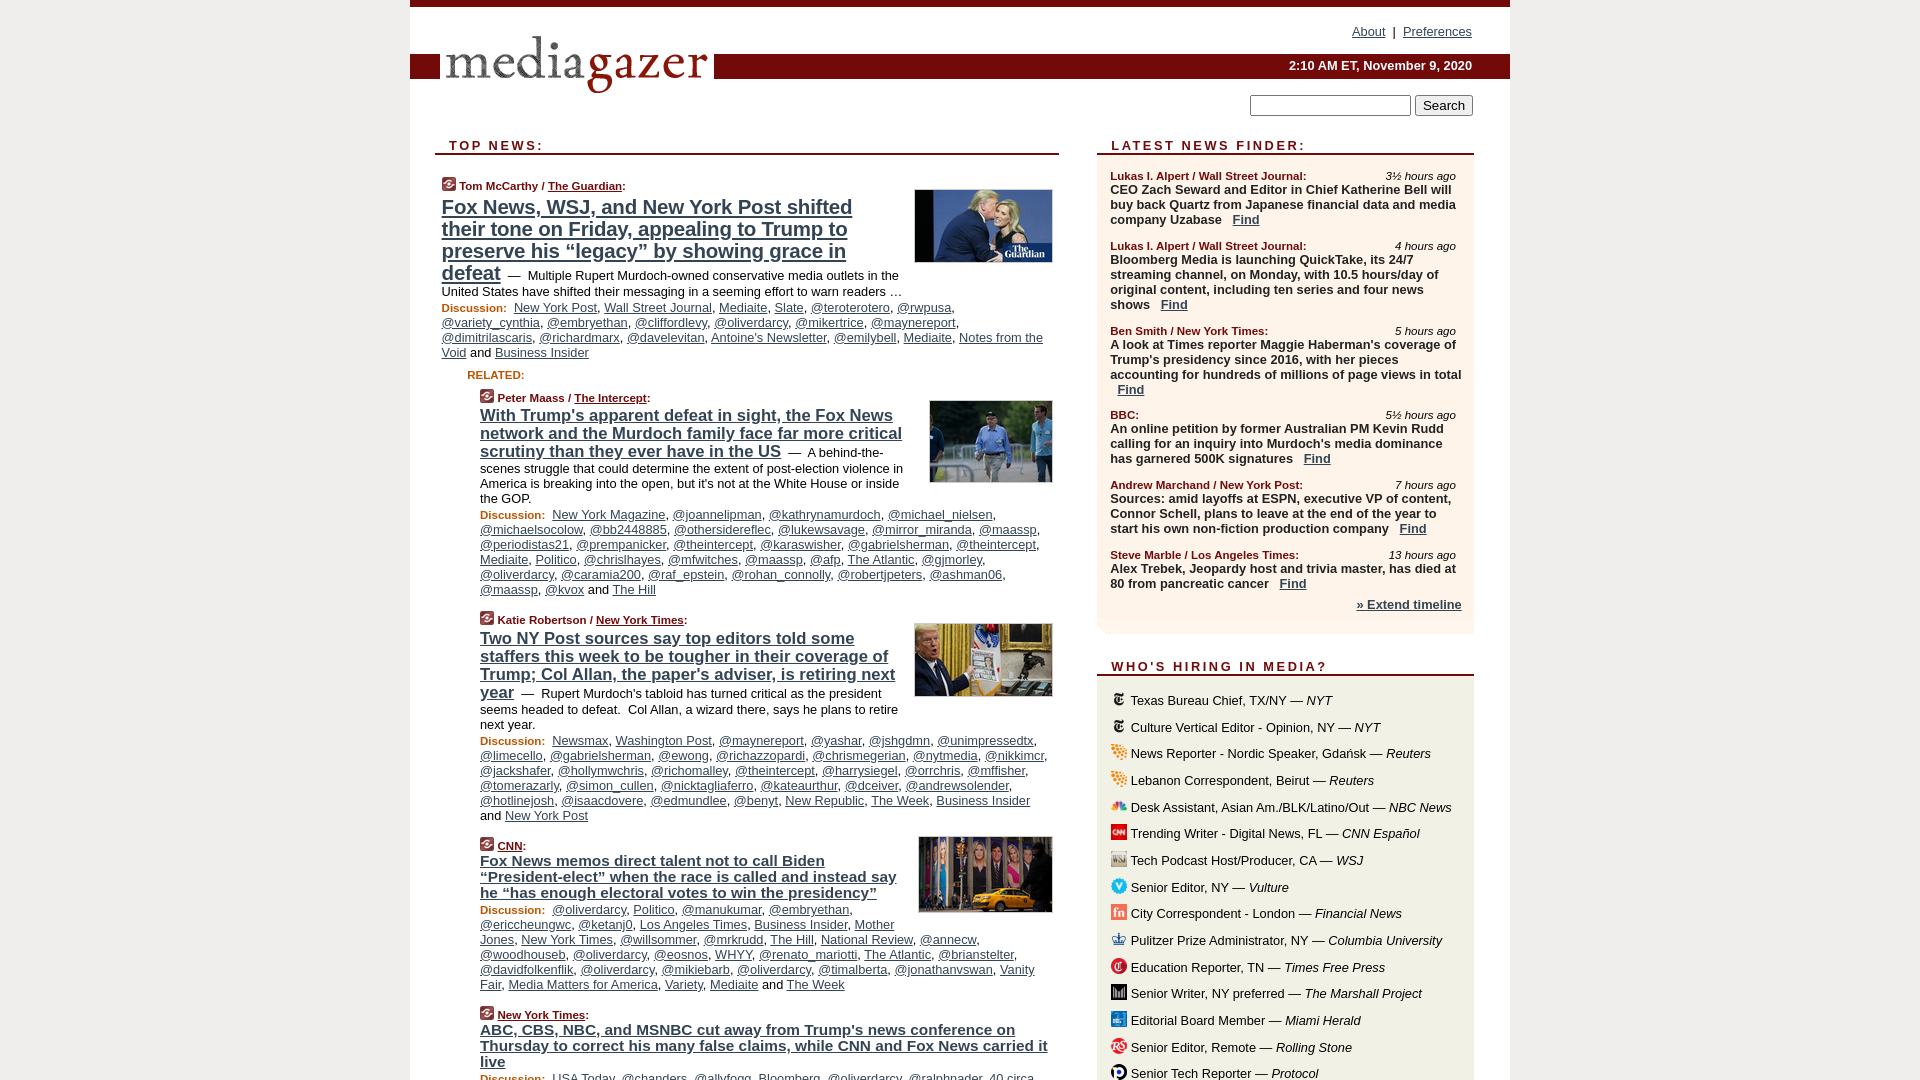 About | Preferences
mediagazer
2:10 AM ET, November 9, 2020
Search
TOP NEWS:
Tom McCarthy / The Guardian:
Fox News, WSJ, and New York Post shifted
their tone on Friday, appealing to Trump to
preserve his “legacy” by showing grace in
defeat — Multiple Rupert Murdoch-owned conservative media outlets in the
United States have shifted their messaging in a seeming effort to warn readers …
The Guardian
Discussion: New York Post, Wall Street Journal, Mediaite, Slate, @teroterotero, @rwpusa,
@variety_cynthia, @embryethan, @cliffordlevy, @oliverdarcy, @mikertrice, @maynereport,
@dimitrilascaris, @richardmarx, @davelevitan, Antoine's Newsletter, @emilybell, Mediaite, Notes from the
Void and Business Insider
RELATED:
Peter Maass / The Intercept:
With Trump's apparent defeat in sight, the Fox News
network and the Murdoch family face far more critical
scrutiny than they ever have in the US — A behind-the-
scenes struggle that could determine the extent of post-election violence in
America is breaking into the open, but it's not at the White House or inside
the GOP.
Discussion: New York Magazine, @joannelipman, @kathrynamurdoch, @michael_nielsen,
@michaelsocolow, @bb2448885, @othersidereflec, @lukewsavage, @mirror_miranda, @maassp,
@periodistas21, @prempanicker, @theintercept, @karaswisher, @gabrielsherman, @theintercept,
Mediaite, Politico, @chrislhayes, @mfwitches, @maassp, @afp, The Atlantic, @gjmorley,
@oliverdarcy, @caramia200, @raf_epstein, @rohan_connolly, @robertjpeters, @ashman06,
@maassp, @kvox and The Hill
Katie Robertson / New York Times:
Two NY Post sources say top editors told some
staffers this week to be tougher in their coverage of
Trump; Col Allan, the paper's adviser, is retiring next
year — Rupert Murdoch's tabloid has turned critical as the president
seems headed to defeat. Col Allan, a wizard there, says he plans to retire
next year.
Discussion: Newsmax, Washington Post, @maynereport, @yashar, @jshgdmn, @unimpressedtx,
@limecello, @gabrielsherman, @ewong, @richazzopardi, @chrismegerian, @nytmedia, @nikkimcr,
@jackshafer, @hollymwchris, @richomalley, @theintercept, @harrysiegel, @orrchris, @mffisher,
@tomerazarly, @simon_cullen, @nicktagliaferro, @kateaurthur, @dceiver, @andrewsolender,
@hotlinejosh, @isaacdovere, @edmundlee, @benyt, New Republic, The Week, Business Insider
and New York Post
CNN:
Fox News memos direct talent not to call Biden
“President-elect” when the race is called and instead say
he “has enough electoral votes to win the presidency”
Discussion: @oliverdarcy, Politico, @manukumar, @embryethan,
@ericcheungwc, @ketanj0, Los Angeles Times, Business Insider, Mother
Jones, New York Times, @willsommer, @mrkrudd, The Hill, National Review, @annecw,
@woodhouseb, @oliverdarcy, @eosnos, WHYY, @renato_mariotti, The Atlantic, @brianstelter,
@davidfolkenflik, @oliverdarcy, @mikiebarb, @oliverdarcy, @timalberta, @jonathanvswan, Vanity
Fair, Media Matters for America, Variety, Mediaite and The Week
New York Times:
ABC, CBS, NBC, and MSNBC cut away from Trump's news conference on
Thursday to correct his many false claims, while CNN and Fox News carried it
live
Discussion: USA Today, @chanders, @allyfogg, Bloomberg, @oliverdarcy, @ralphnader, 40 circa
LATEST NEWS FINDER:
Lukas I. Alpert / Wall Street Journal: 3½ hours ago
CEO Zach Seward and Editor in Chief Katherine Bell will
buy back Quartz from Japanese financial data and media
company Uzabase Find
Lukas I. Alpert / Wall Street Journal: 4 hours ago
Bloomberg Media is launching QuickTake, its 24/7
streaming channel, on Monday, with 10.5 hours/day of
original content, including ten series and four news
shows Find
Ben Smith / New York Times: 5 hours ago
A look at Times reporter Maggie Haberman's coverage of
Trump's presidency since 2016, with her pieces
accounting for hundreds of millions of page views in total
Find
BBC: 5½ hours ago
An online petition by former Australian PM Kevin Rudd
calling for an inquiry into Murdoch's media dominance
has garnered 500K signatures Find
Andrew Marchand / New York Post: 7 hours ago
Sources: amid layoffs at ESPN, executive VP of content,
Connor Schell, plans to leave at the end of the year to
start his own non-fiction production company Find
Steve Marble / Los Angeles Times: 13 hours ago
Alex Trebek, Jeopardy host and trivia master, has died at
80 from pancreatic cancer Find
» Extend timeline
WHO'S HIRING IN MEDIA?
Texas Bureau Chief, TX/NY — NYT
Culture Vertical Editor - Opinion, NY — NYT
News Reporter - Nordic Speaker, Gdańsk — Reuters
Lebanon Correspondent, Beirut — Reuters
Desk Assistant, Asian Am./BLK/Latino/Out — NBC News
Trending Writer - Digital News, FL — CNN Español
Tech Podcast Host/Producer, CA — WSJ
Senior Editor, NY — Vulture
City Correspondent - London — Financial News
Pulitzer Prize Administrator, NY — Columbia University
Education Reporter, TN — Times Free Press
Senior Writer, NY preferred — The Marshall Project
Editorial Board Member — Miami Herald
Senior Editor, Remote — Rolling Stone
Senior Tech Reporter — Protocol